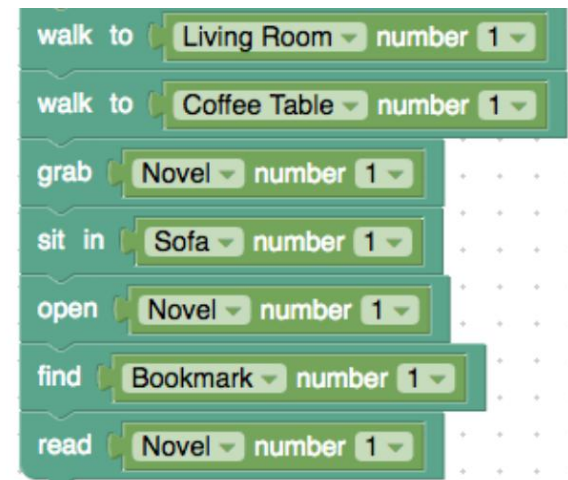 walk to Living Room number 1
walk to Coffee Table number 1
grab Novel number 1
sit in Sofa number 1
open Novel number 1
find Bookmark number 1
read Novel number 1